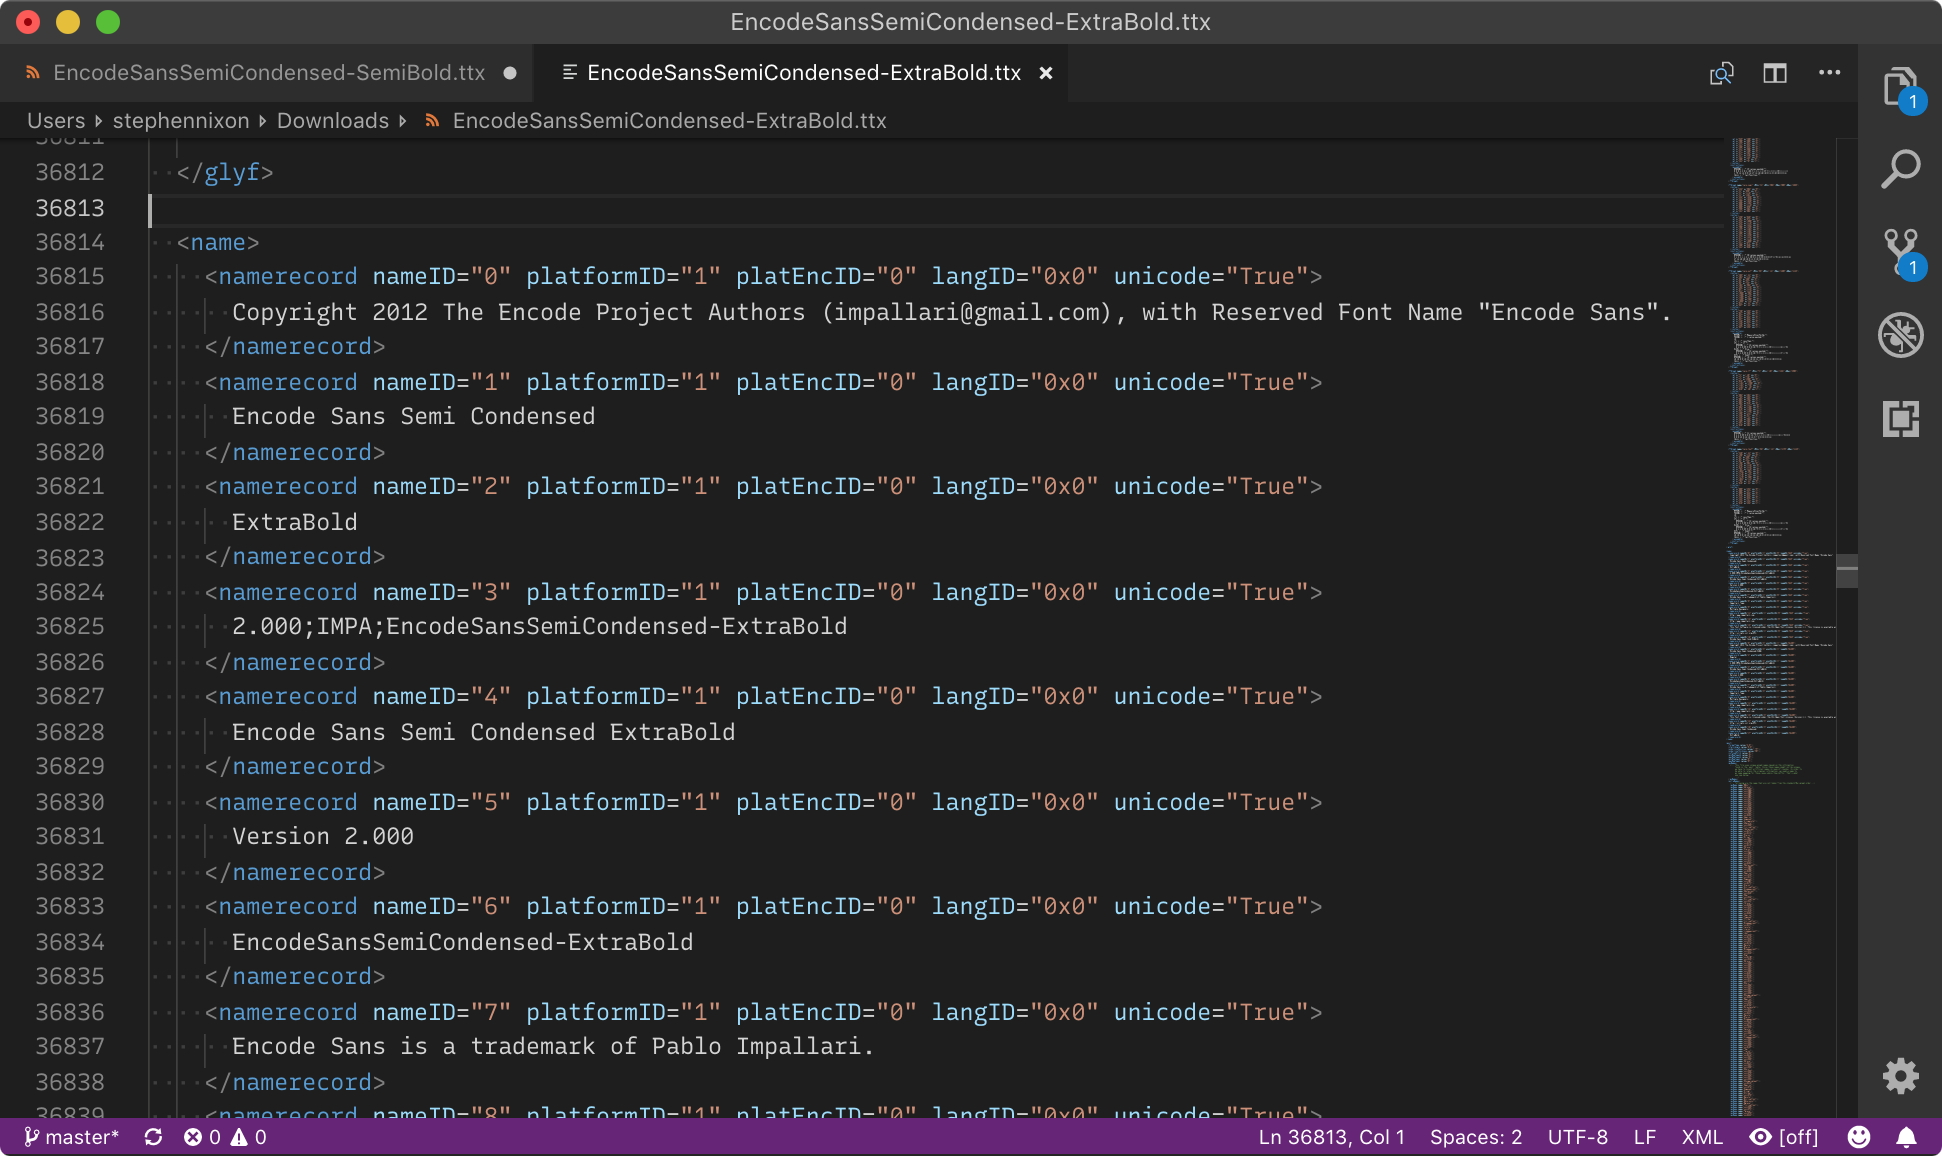 EncodeSansSemiCondensed-ExtraBold.ttx
EncodeSansSemiCondensed-SemiBold.ttx
EncodeSansSemiCondensed-ExtraBold.ttx
Users stephennixon Downloads EncodeSansSemiCondensed-ExtraBold.ttx
36811
36812 </glyf>
36813
36814 <name>
36815 <namerecord nameID="0" platformID="1" platEncID="0" langID="0x0" unicode="True">
36816 Copyright 2012 The Encode Project Authors (impallari@gmail.com), with Reserved Font Name "Encode Sans".
36817 </namerecord>
36818 <namerecord nameID="1" platformID="1" platEncID="0" langID="0x0" unicode="True">
36819 Encode Sans Semi Condensed
36820 </namerecord>
36821 <namerecord nameID="2" platformID="1" platEncID="0" langID="0x0" unicode="True">
36822 ExtraBold
36823 </namerecord>
36824 <namerecord nameID="3" platformID="1" platEncID="0" langID="0x0" unicode="True">
36825 2.000;IMPA;EncodeSansSemiCondensed-ExtraBold
36826 </namerecord>
36827 <namerecord nameID="4" platformID="1" platEncID="0" langID="0x0" unicode="True">
36828 Encode Sans Semi Condensed ExtraBold
36829 </namerecord>
36830 <namerecord nameID="5" platformID="1" platEncID="0" langID="0x0" unicode="True">
36831 Version 2.000
36832 </namerecord>
36833 <namerecord nameID="6" platformID="1" platEncID="0" langID="0x0" unicode="True">
36834 EncodeSansSemiCondensed-ExtraBold
36835 </namerecord>
36836 <namerecord nameID="7" platformID="1" platEncID="0" langID="0x0" unicode="True">
36837 Encode Sans is a trademark of Pablo Impallari.
36838 </namerecord>
36839 <namerecord nameID="8" platformID="1" platEncID="0" langID="0x0" unicode="True">
1
1
master* 0 0 Ln 36813, Col 1 Spaces: 2 UTF-8 LF XML [off]